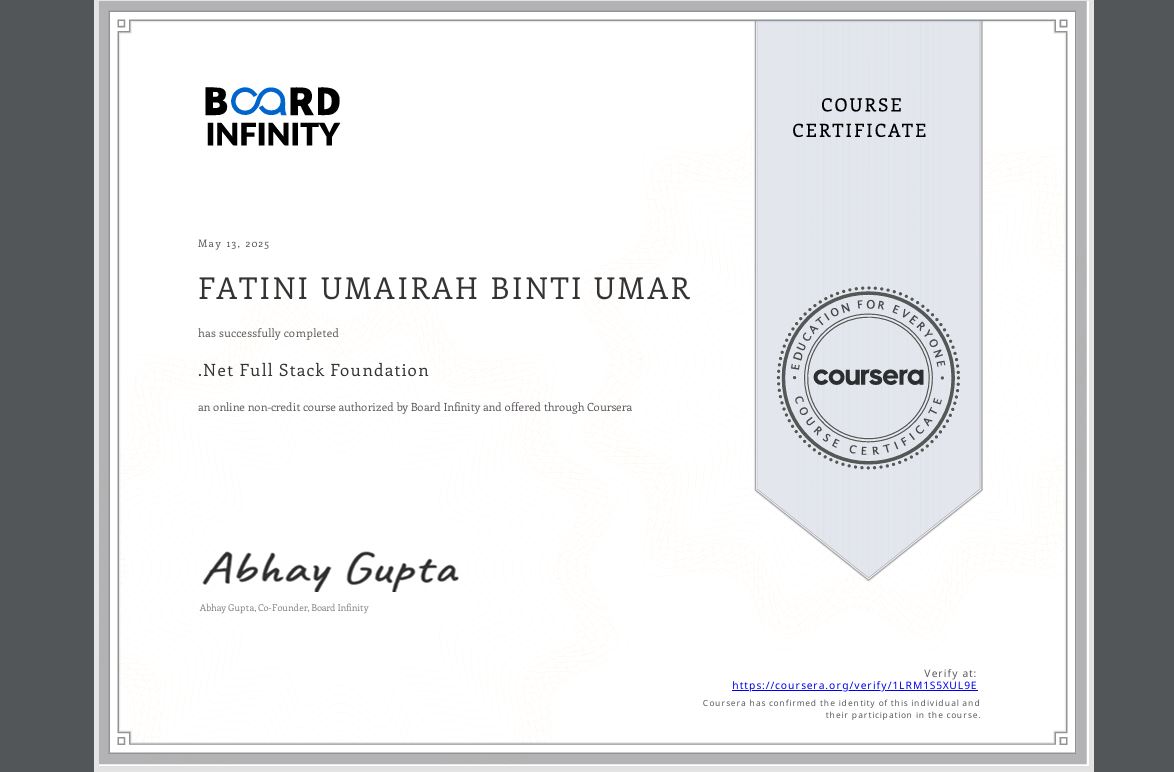 BOARD
INFINITY
COURSE
CERTIFICATE
May 13, 2025
FATINI UMAIRAH BINTI UMAR
has successfully completed
.Net Full Stack Foundation
an online non-credit course authorized by Board Infinity and offered through Coursera
EDUCATION FOR EVERYONE
coursera
COURSE CERTIFICATE
Abhay Gupta
Abhay Gupta, Co-Founder, Board Infinity
Verify at:
https://coursera.org/verify/1LRM1S5XUL9E
Coursera has confirmed the identity of this individual and
their participation in the course.